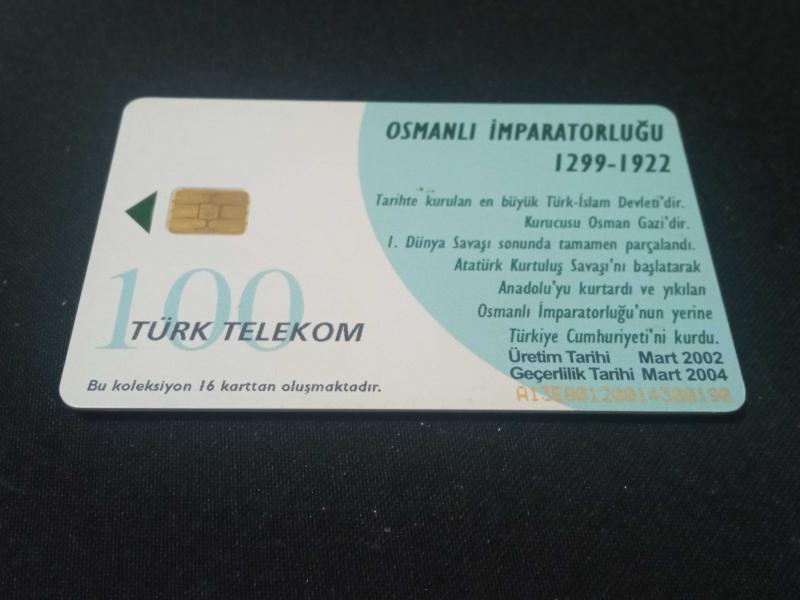 OSMANLI İMPARATORLUĞU
1299-1922
Tarihte kurulan en büyük Türk-İslam Devleti'dir.
Kurucusu Osman Gazi'dir.
1. Dünya Savaşı sonunda tamamen parçalandı.
Atatürk Kurtuluş Savaşı'nı başlatarak
Anadolu'yu kurtardı ve yıkılan
Osmanlı İmparatorluğu'nun yerine
Türkiye Cumhuriyeti'ni kurdu.
Üretim Tarihi Mart 2002
Geçerlilik Tarihi Mart 2004
100
TÜRK TELEKOM
Bu koleksiyon 16 karttan oluşmaktadır.